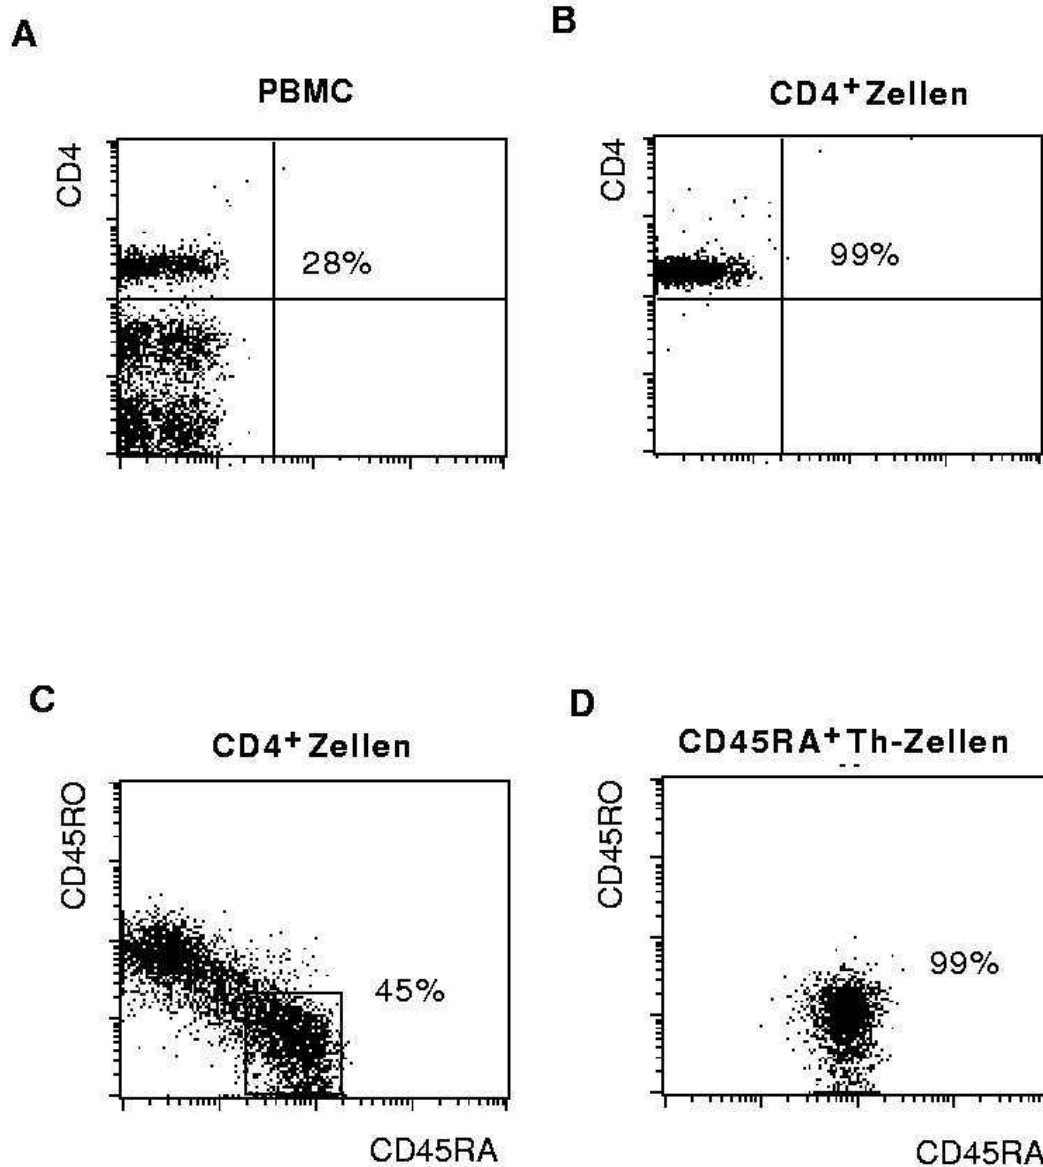 A
PBMC
CD4
28%
B
CD4+ Zellen
CD4
99%
C
CD4+ Zellen
CD45RO
45%
CD45RA
D
CD45RA+ Th-Zellen
CD45RO
99%
CD45RA